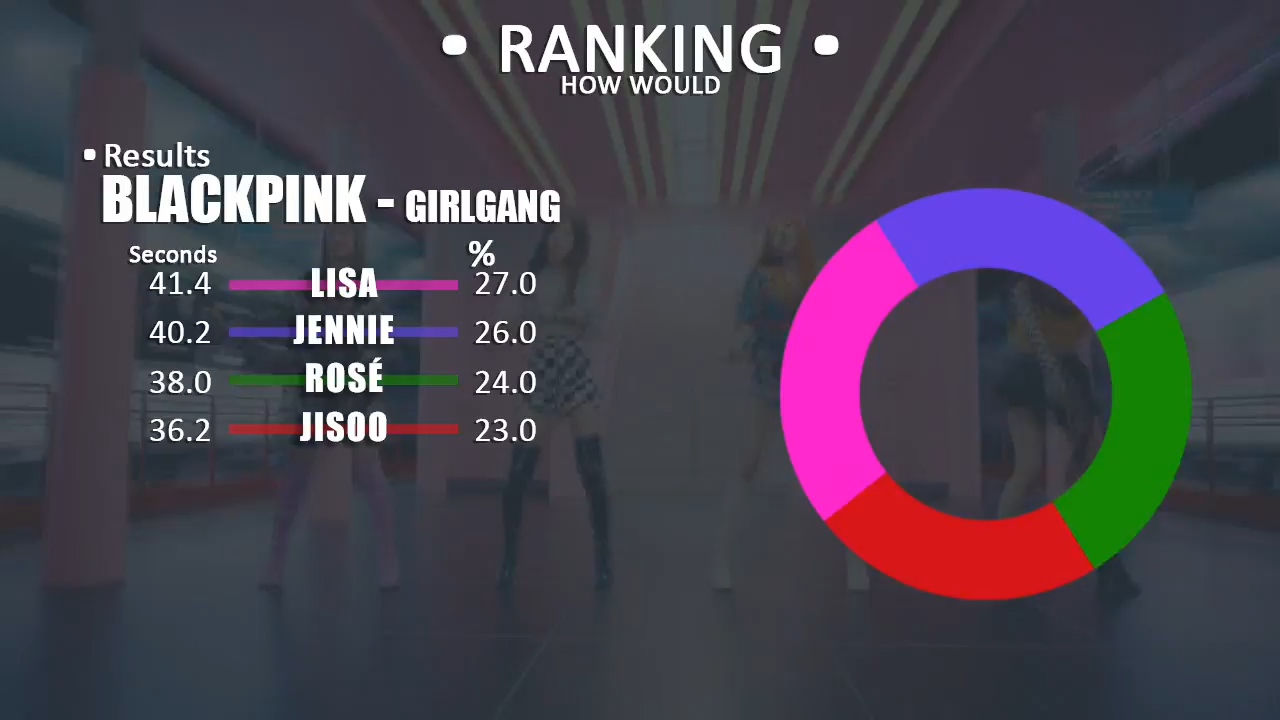 • RANKING •
HOW WOULD
• Results
BLACKPINK - GIRLGANG
Seconds %
41.4 LISA 27.0
40.2 JENNIE 26.0
38.0 ROSÉ 24.0
36.2 JISOO 23.0